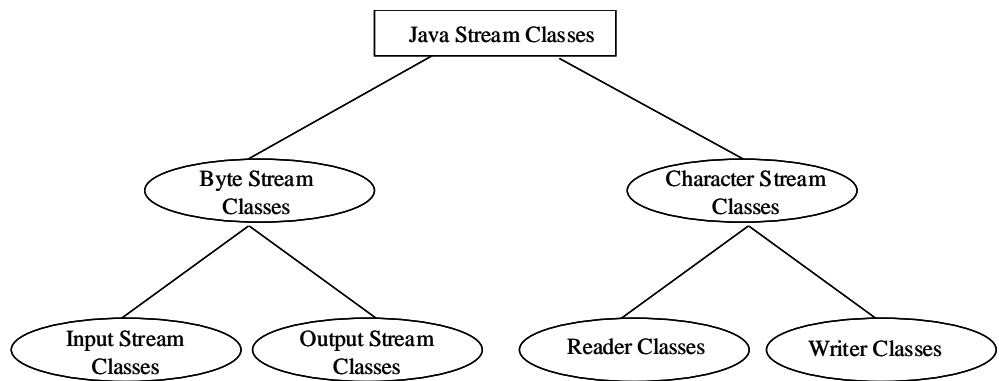 Java Stream Classes
Byte Stream
Classes
Character Stream
Classes
Input Stream
Classes
Output Stream
Classes
Reader Classes
Writer Classes